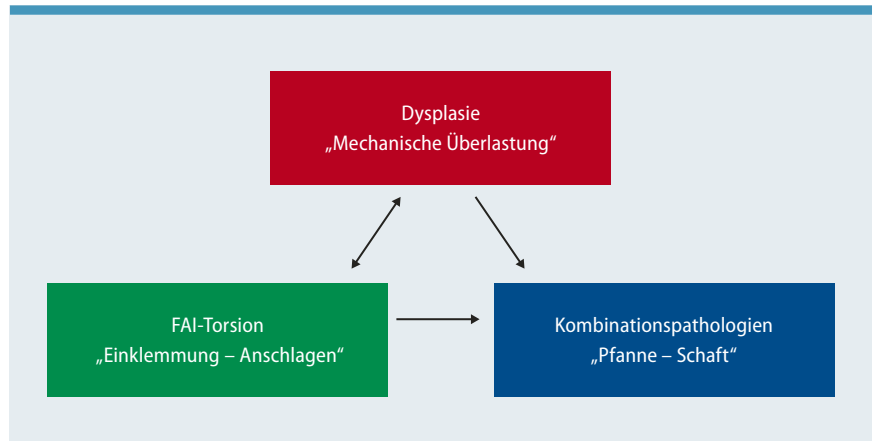 Dysplasie
„Mechanische Überlastung“
FAI-Torsion
„Einklemmung – Anschlagen“
Kombinationspathologien
„Pfanne – Schaft“